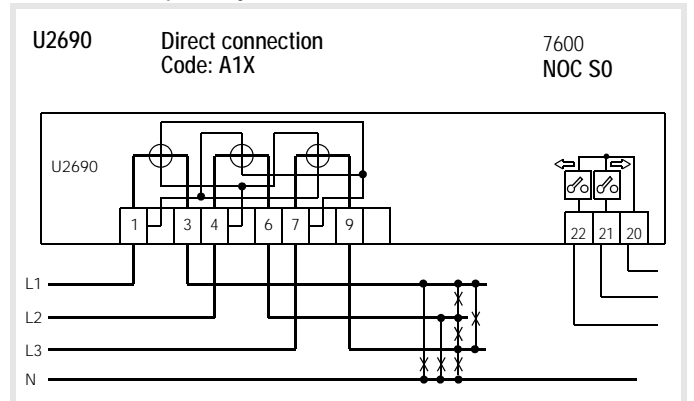 U2690 Direct connection 7600
Code: A1X NOC S0
U2690
1 3 4 6 7 9 22 21 20
L1
L2
L3
N